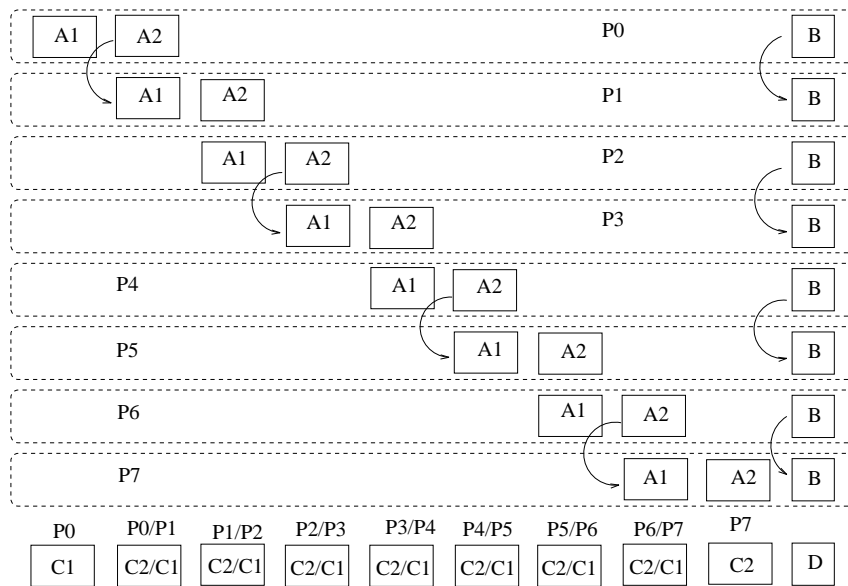 A1 A2 P0 B
A1 A2 P1 B
A1 A2 P2 B
A1 A2 P3 B
P4 A1 A2 B
P5 A1 A2 B
P6 A1 A2 B
P7 A1 A2 B
P0 P0/P1 P1/P2 P2/P3 P3/P4 P4/P5 P5/P6 P6/P7 P7
C1 C2/C1 C2/C1 C2/C1 C2/C1 C2/C1 C2/C1 C2/C1 C2 D